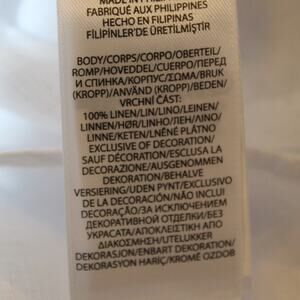 MADE IN PHILIPPINES
FABRIQUÉ AUX PHILIPPINES
HECHO EN FILIPINAS
FİLİPİNLER'DE ÜRETİLMİŞTİR
BODY/CORPS/CORPO/OBERTEIL/
ROMP/HOVEDDEL/CUERPO/ПЕРЕД
И СПИНКА/КОРПУС/ΣΩΜΑ/BRUK
(KROPP)/ANVÄND (KROPP)/BEDEN/
VRCHNÍ ČÁST:
100% LINEN/LIN/LINO/LEINEN/
LINNEN/HØR/LINHO/ЛЕН/ΛΙΝΟ/
LINNE/KETEN/LNĚNÉ PLÁTNO
EXCLUSIVE OF DECORATION/
SAUF DÉCORATION/ESCLUSA LA
DECORAZIONE/AUSGENOMMEN
DEKORATION/BEHALVE
VERSIERING/UDEN PYNT/EXCLUSIVO
DE LA DECORACIÓN/NÃO INCLUI
DECORAÇÃO/ЗА ИСКЛЮЧЕНИЕМ
ДЕКОРАТИВНОЙ ОТДЕЛКИ/БЕЗ
УКРАСАТА/ΑΠΟΚΛΕΙΣΤΙΚΗ ΑΠΟ
ΔΙΑΚΟΣΜΗΣΗ/UTELUKKER
DEKORASJON/ENBART DEKORATION/
DEKORASYON HARİÇ/KROMĚ OZDOB